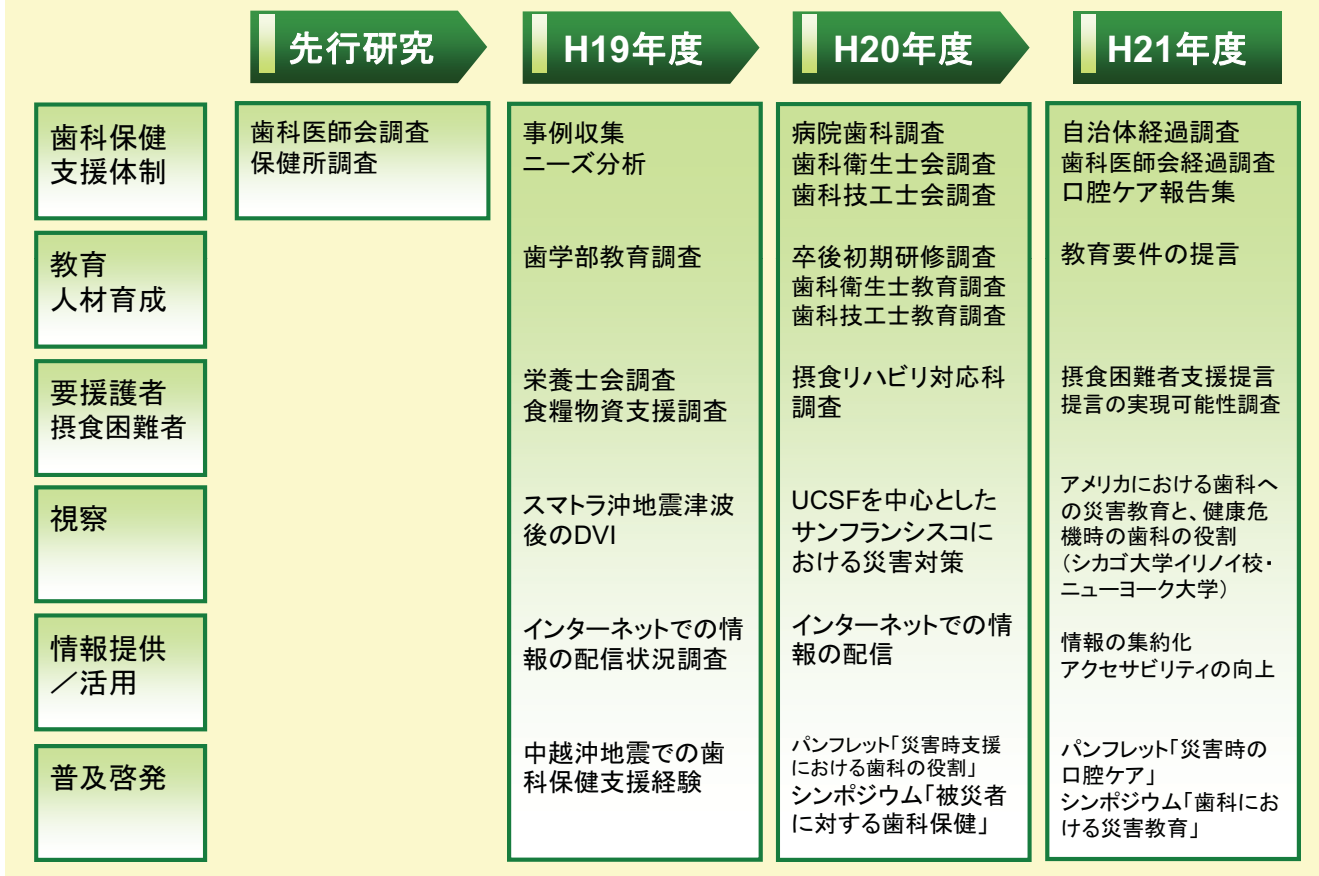 先行研究
H19年度
H20年度
H21年度
歯科保健
支援体制
歯科医師会調査
保健所調査
事例収集
ニーズ分析
病院歯科調査
歯科衛生士会調査
歯科技工士会調査
自治体経過調査
歯科医師会経過調査
口腔ケア報告集
教育
人材育成
歯学部教育調査
卒後初期研修調査
歯科衛生士教育調査
歯科技工士教育調査
教育要件の提言
要援護者
摂食困難者
栄養士会調査
食糧物資支援調査
摂食リハビリ対応科
調査
摂食困難者支援提言
提言の実現可能性調査
視察
スマトラ沖地震津波
後のDVI
UCSFを中心とした
サンフランシスコに
おける災害対策
アメリカにおける歯科へ
の災害教育と、健康危
機時の歯科の役割
（シカゴ大学イリノイ校・
ニューヨーク大学）
情報提供
／活用
インターネットでの情
報の配信状況調査
インターネットでの情
報の配信
情報の集約化
アクセサビリティの向上
普及啓発
中越沖地震での歯
科保健支援経験
パンフレット「災害時支援
における歯科の役割」
シンポジウム「被災者
に対する歯科保健」
パンフレット「災害時の
口腔ケア」
シンポジウム「歯科にお
ける災害教育」